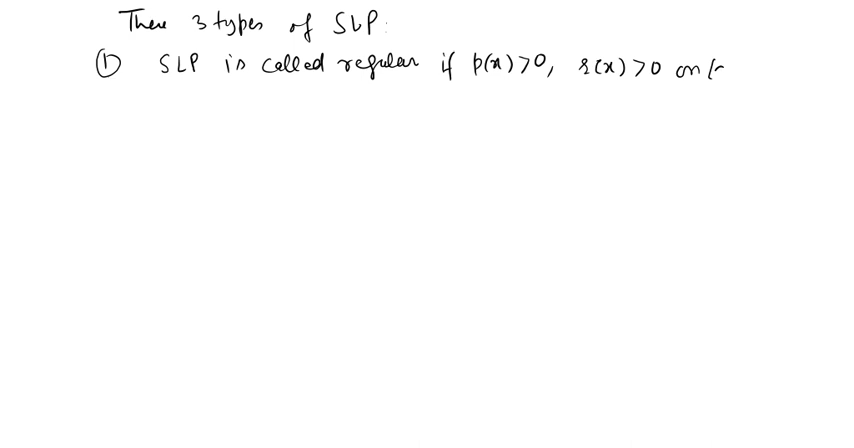 There 3 types of SLP:
① SLP is called regular if p(x) > 0, r(x) > 0 on [